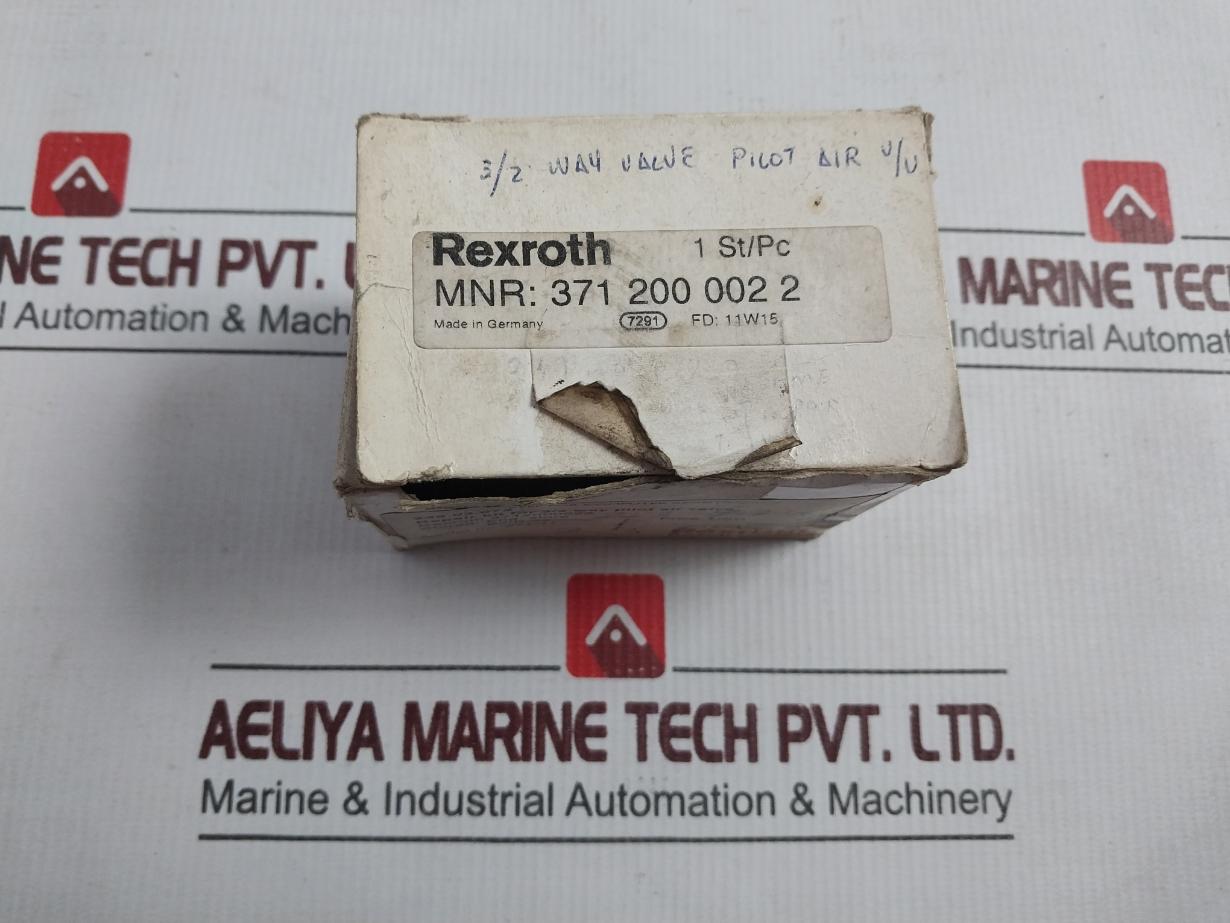 3/2 WAY VALVE PILOT AIR V/V
Rexroth 1 St/Pc
MNR: 371 200 002 2
Made in Germany 7291 FD: 11W15
NE TECH PVT.
l Automation & Mach
MARINE TEC
Industrial Automat
AELIYA MARINE TECH PVT. LTD.
Marine & Industrial Automation & Machinery